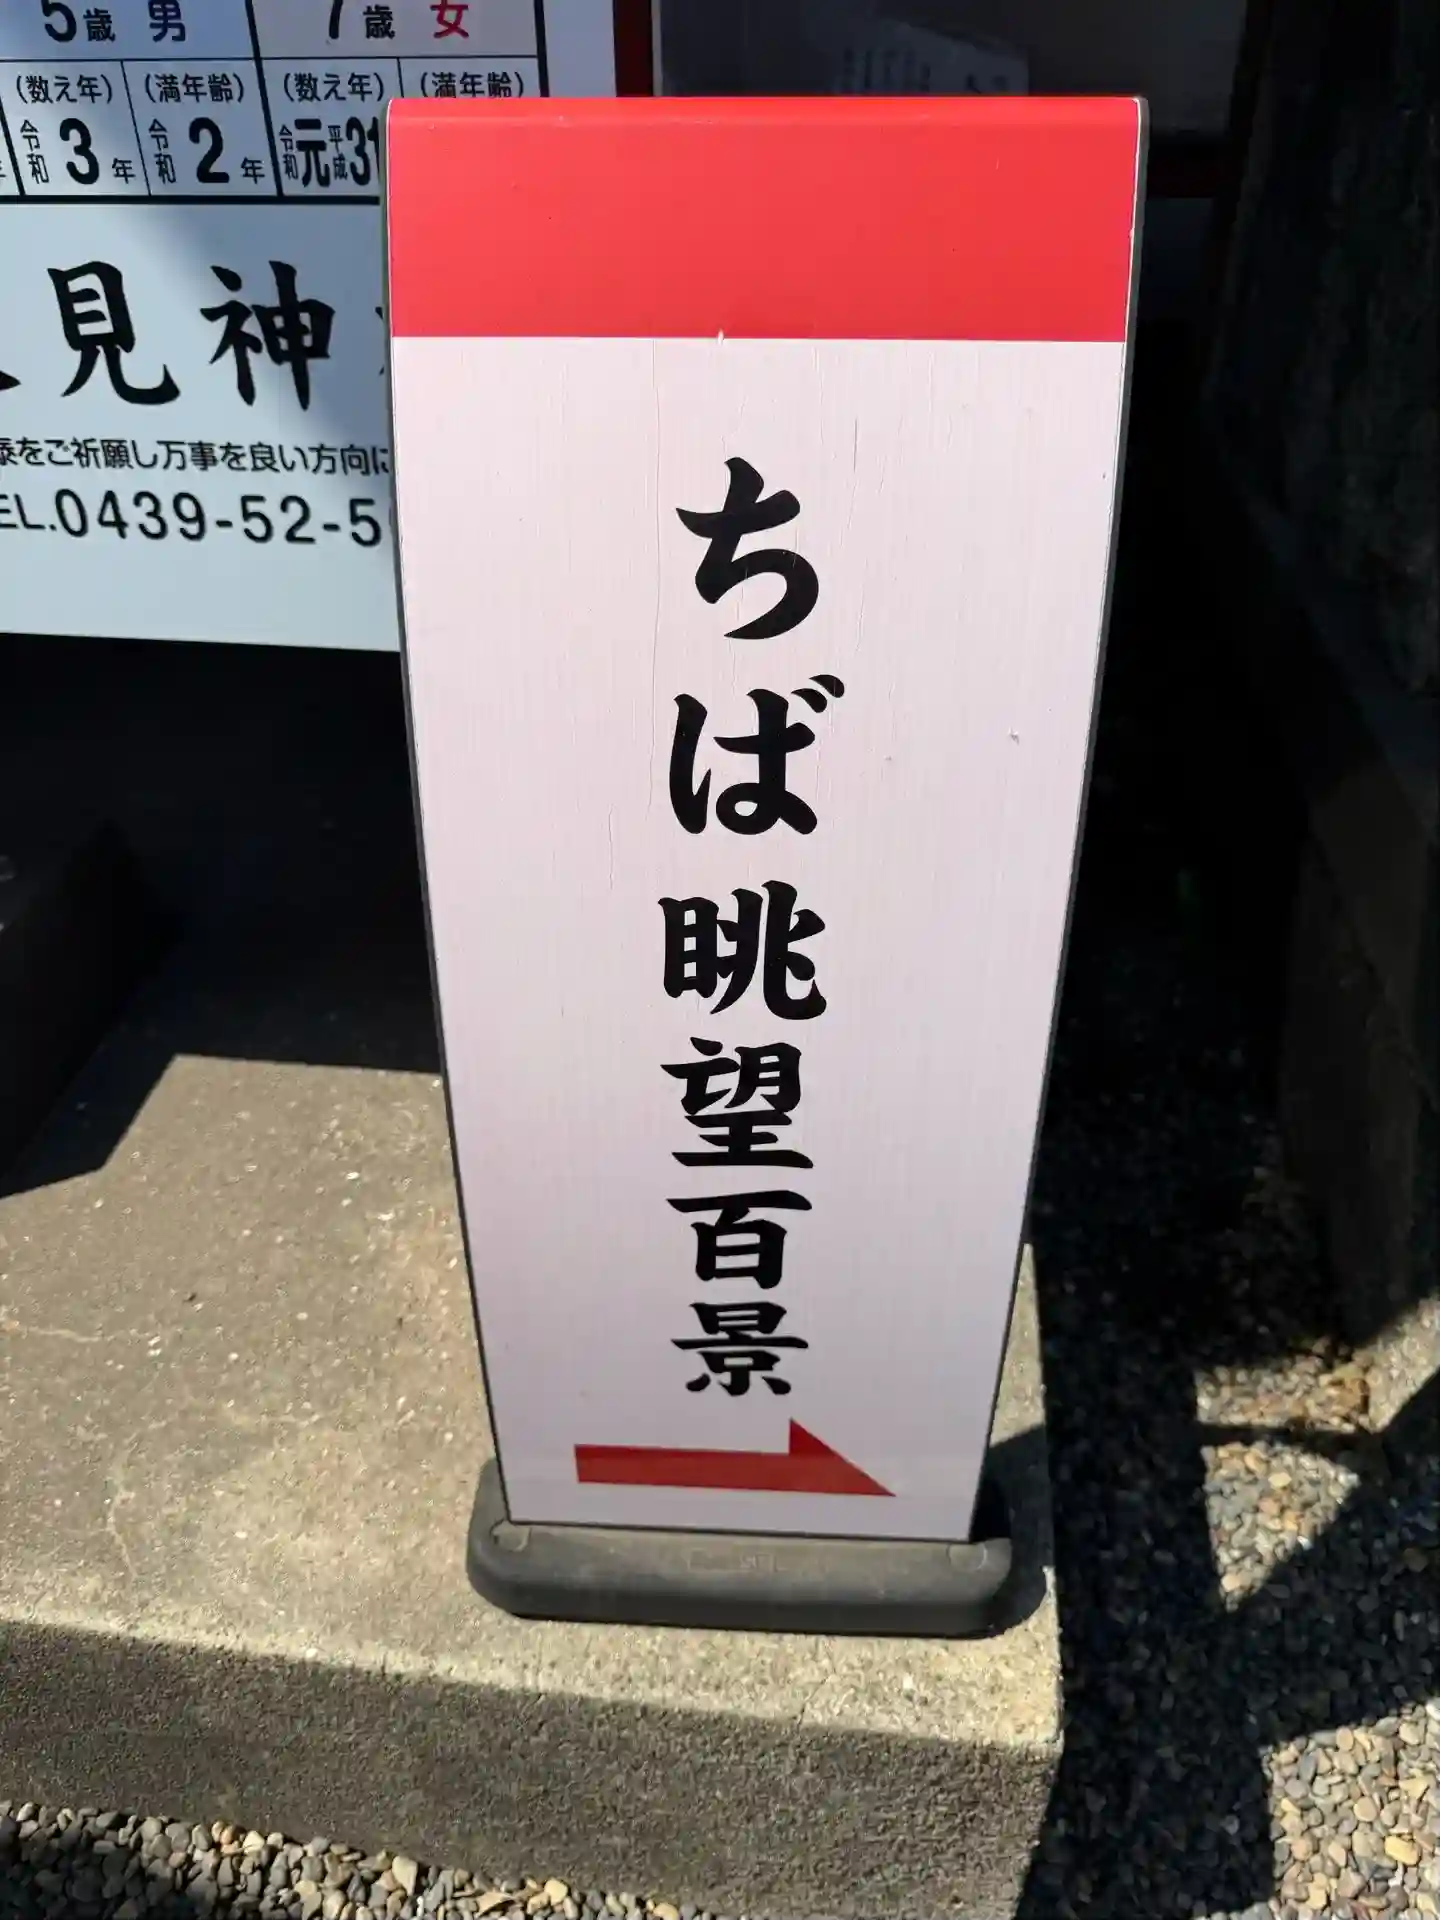 5歳 男
7歳 女
(数え年) (満年齢) (数え年) (満年齢)
令和3年 令和2年 令和元 平成31
見神
をご祈願し万事を良い方向に
EL.0439-52-5
ちば眺望百景